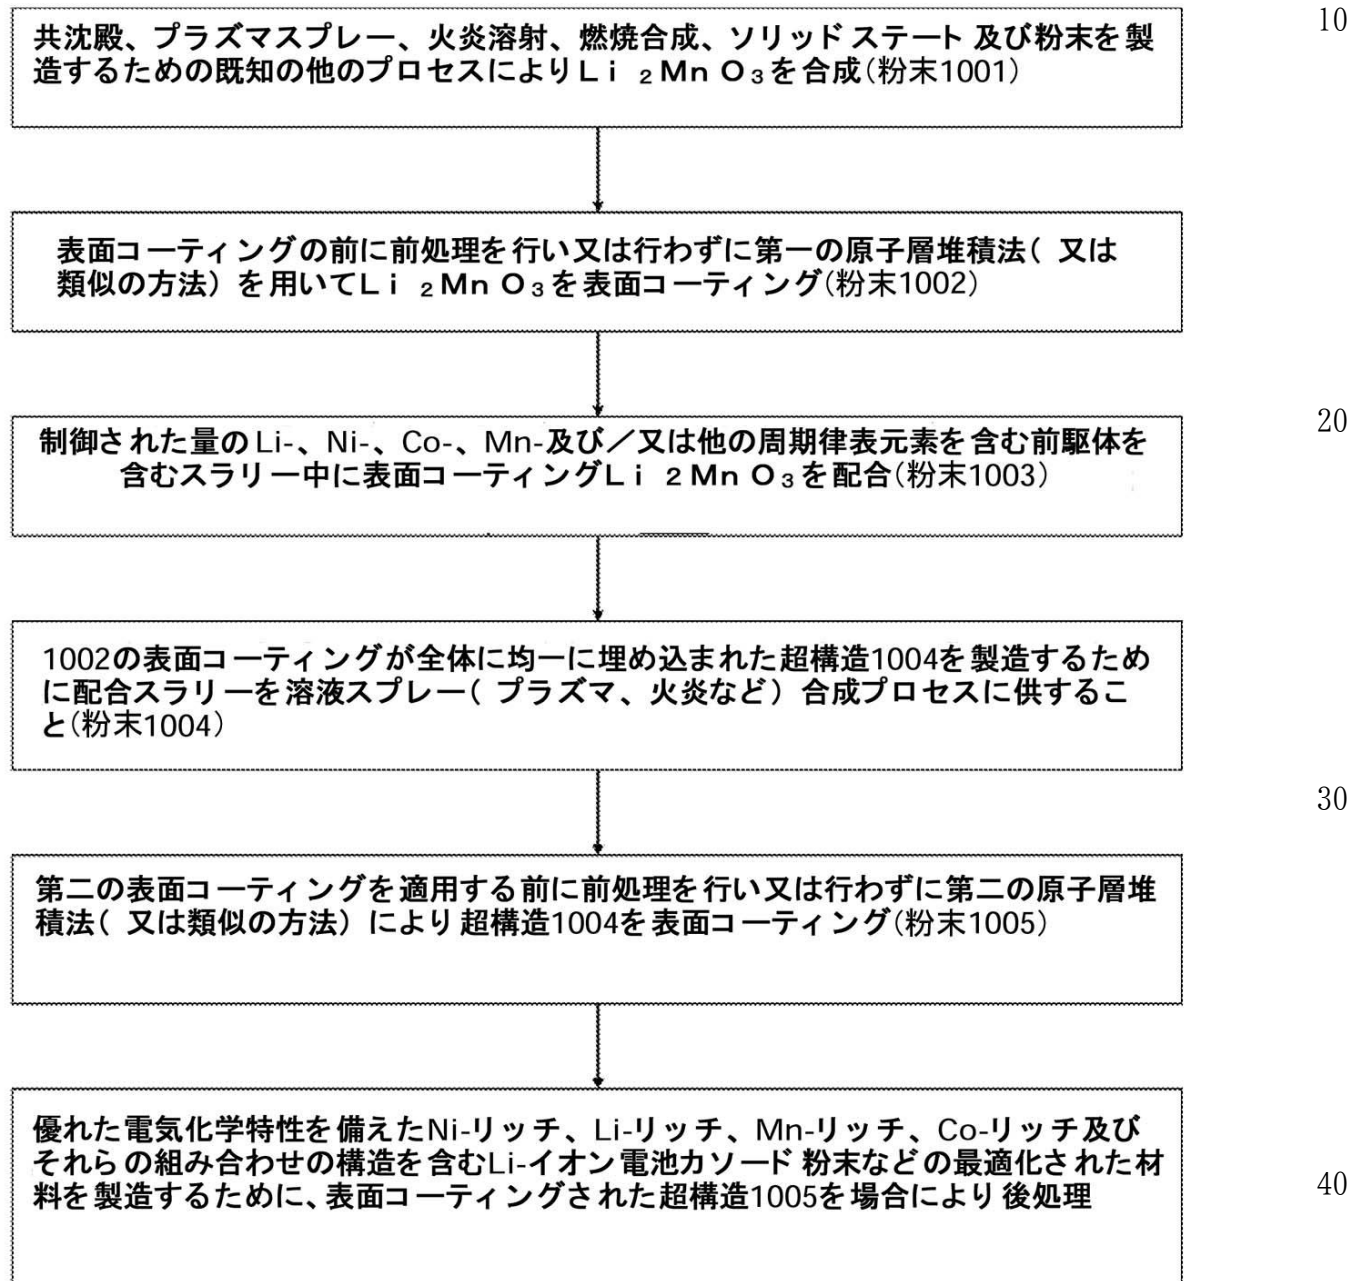 10
共沈殿、プラズマスプレー、火炎溶射、燃焼合成、ソリッドステート及び粉末を製
造するための既知の他のプロセスによりLi ₂MnO₃を合成(粉末1001)
表面コーティングの前に前処理を行い又は行わずに第一の原子層堆積法( 又は
類似の方法) を用いてLi ₂MnO₃を表面コーティング(粉末1002)
20
制御された量のLi-、Ni-、Co-、Mn-及び／又は他の周期律表元素を含む前駆体を
含むスラリー中に表面コーティングLi 2MnO₃を配合(粉末1003)
1002の表面コーティングが全体に均一に埋め込まれた超構造1004を製造するため
に配合スラリーを溶液スプレー( プラズマ、火炎など) 合成プロセスに供するこ
と(粉末1004)
30
第二の表面コーティングを適用する前に前処理を行い又は行わずに第二の原子層堆
積法( 又は類似の方法) により超構造1004を表面コーティング(粉末1005)
優れた電気化学特性を備えたNi-リッチ、Li-リッチ、Mn-リッチ、Co-リッチ及び
それらの組み合わせの構造を含むLi-イオン電池カソード粉末などの最適化された材
料を製造するために、表面コーティングされた超構造1005を場合により後処理
40